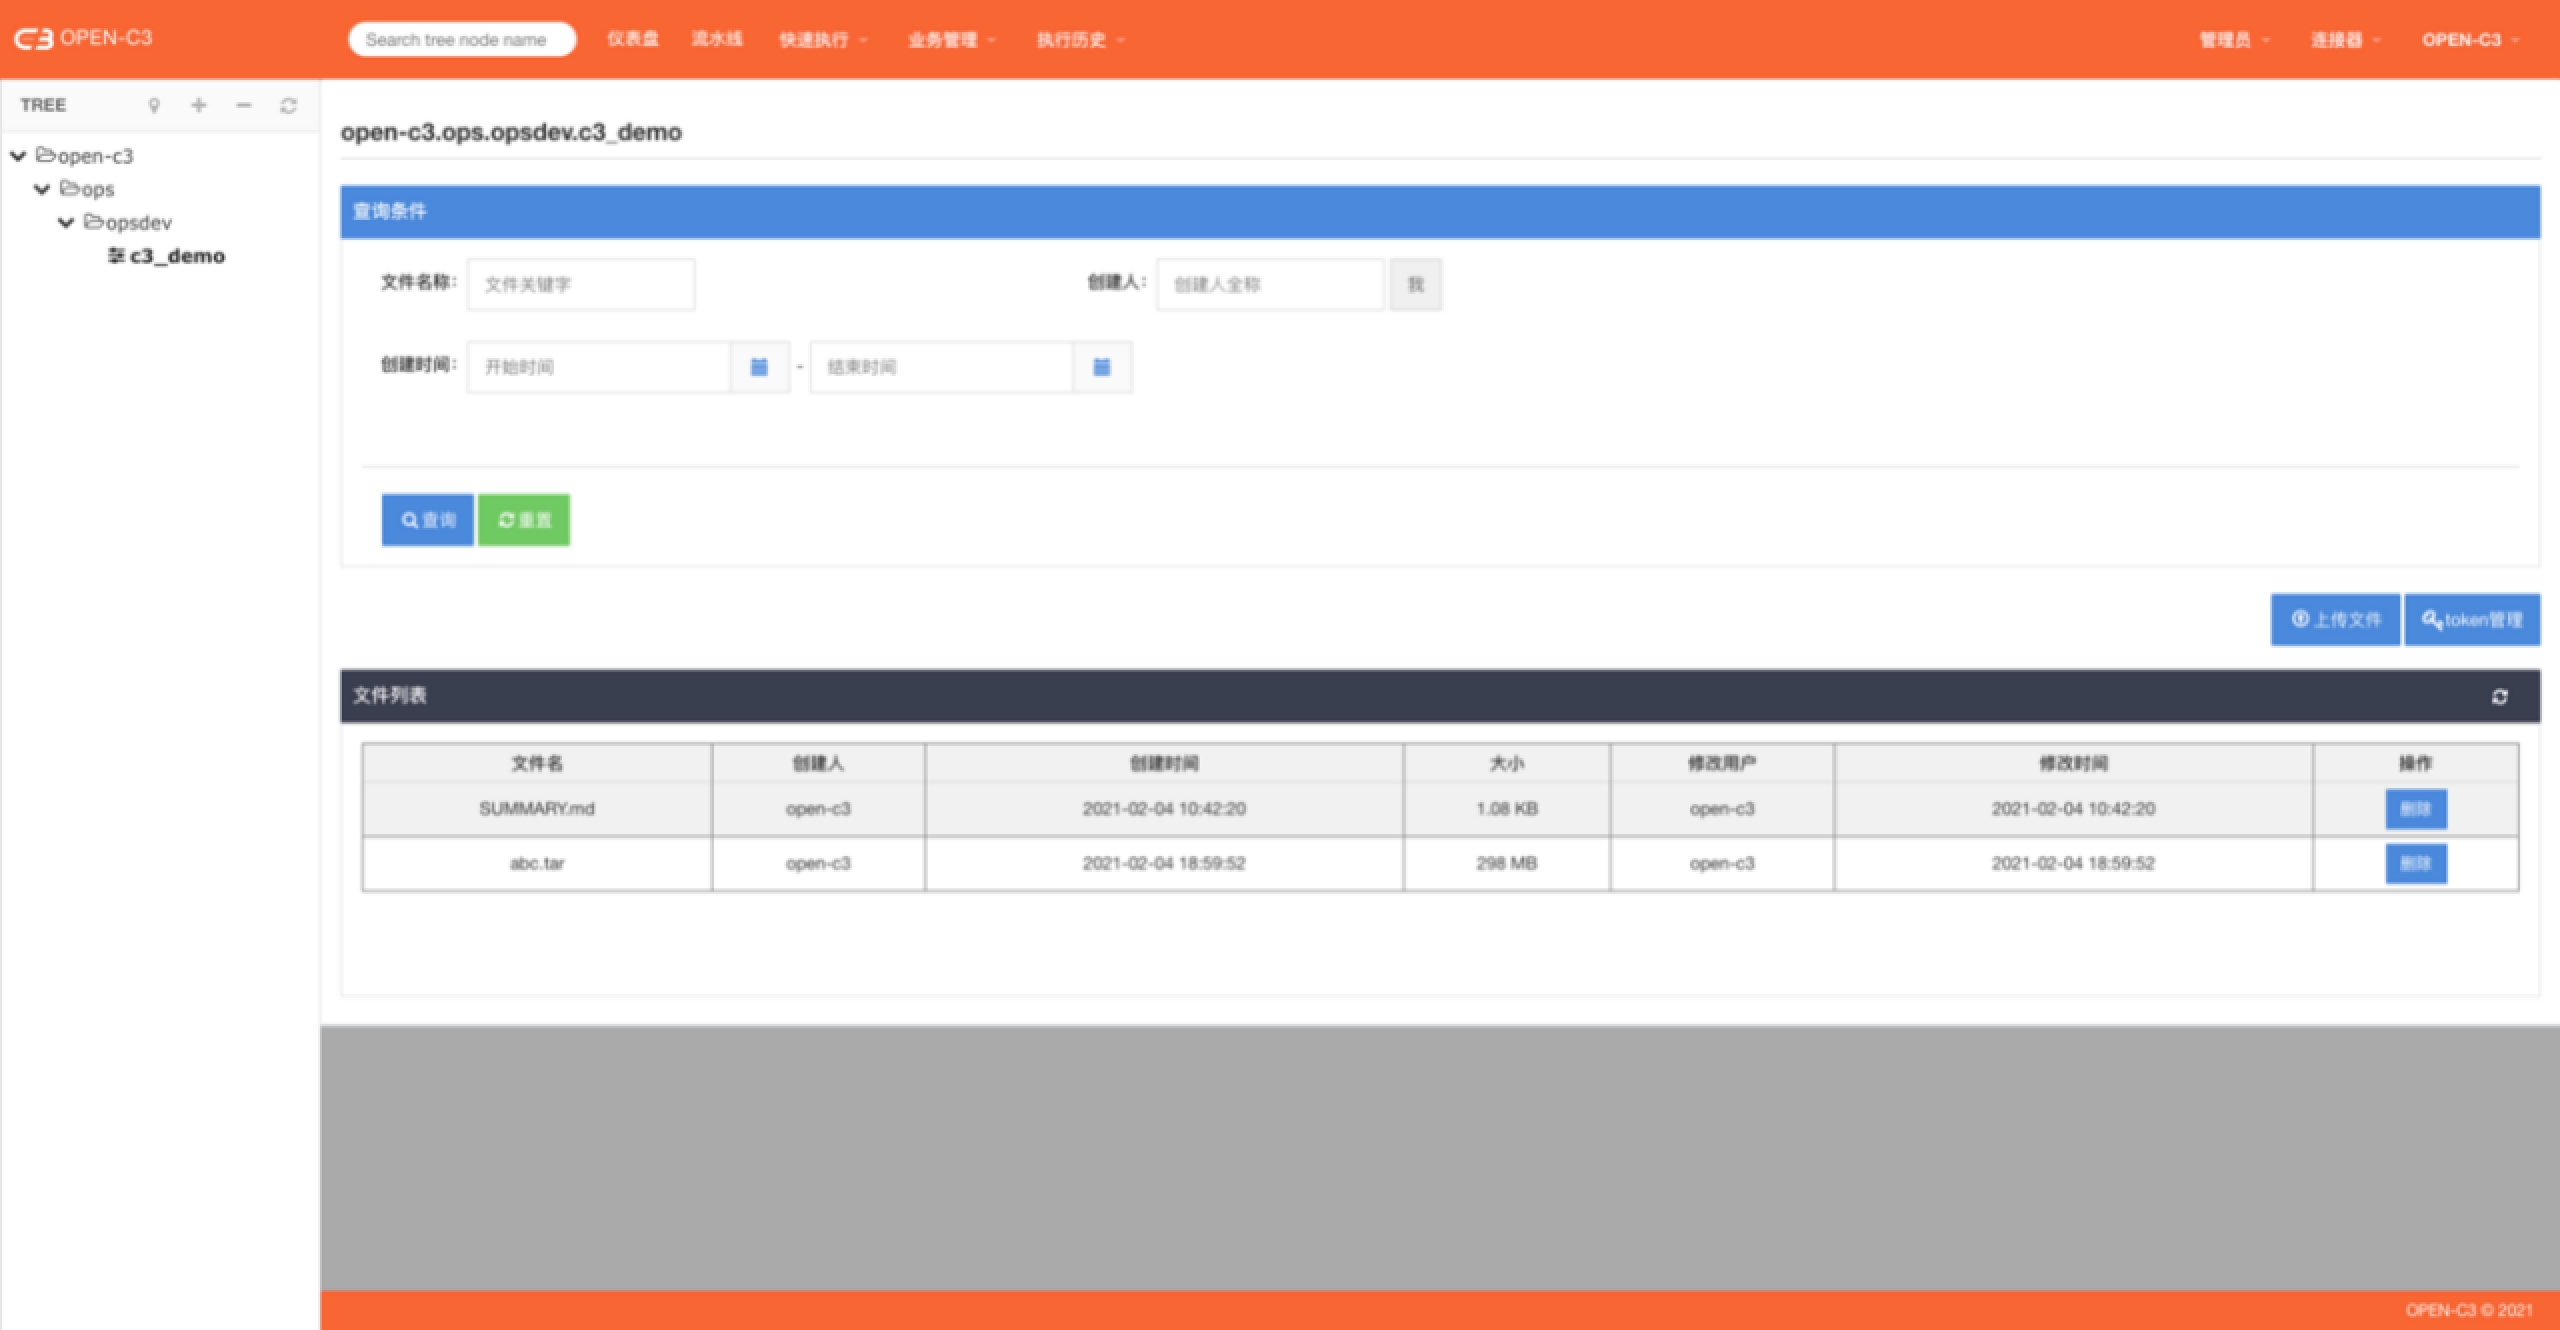 OPEN-C3 Search tree node name 仪表盘 流水线 快速执行 业务管理 执行历史 管理员 连接器 OPEN-C3
TREE
open-c3
ops
opsdev
c3_demo
open-c3.ops.opsdev.c3_demo
查询条件
文件名称: 文件关键字 创建人: 创建人全称 我
创建时间: 开始时间 - 结束时间
查询 重置
上传文件 token管理
文件列表
文件名 创建人 创建时间 大小 修改用户 修改时间 操作
SUMMARY.md open-c3 2021-02-04 10:42:20 1.08 KB open-c3 2021-02-04 10:42:20 删除
abc.tar open-c3 2021-02-04 18:59:52 298 MB open-c3 2021-02-04 18:59:52 删除
OPEN-C3 © 2021